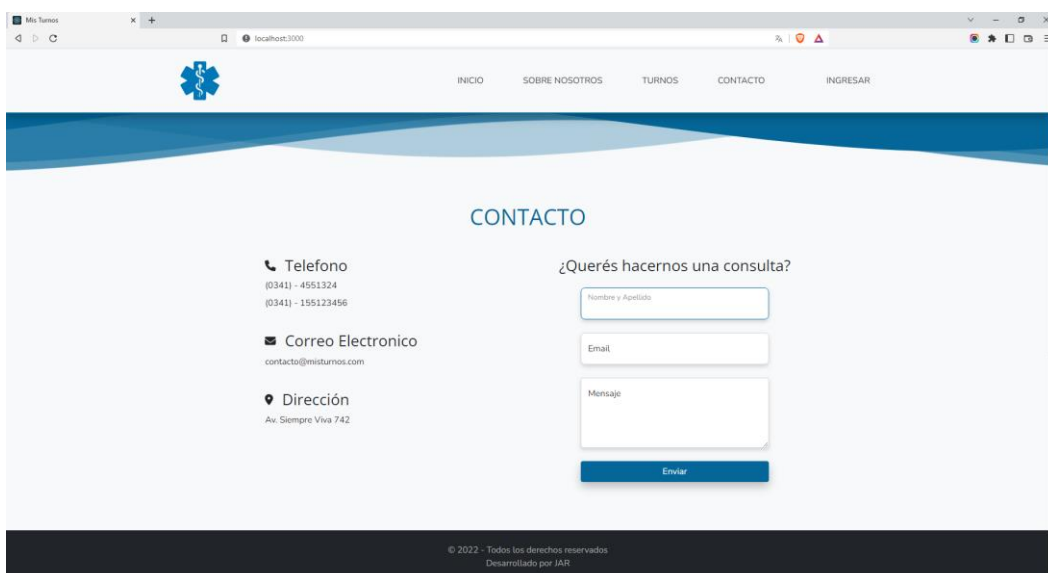 Mis Turnos
localhost:3000
INICIO SOBRE NOSOTROS TURNOS CONTACTO INGRESAR
CONTACTO
Telefono
(0341) - 4551324
(0341) - 155123456
Correo Electronico
contacto@misturnos.com
Dirección
Av. Siempre Viva 742
¿Querés hacernos una consulta?
Nombre y Apellido
Email
Mensaje
Enviar
© 2022 - Todos los derechos reservados
Desarrollado por JAR